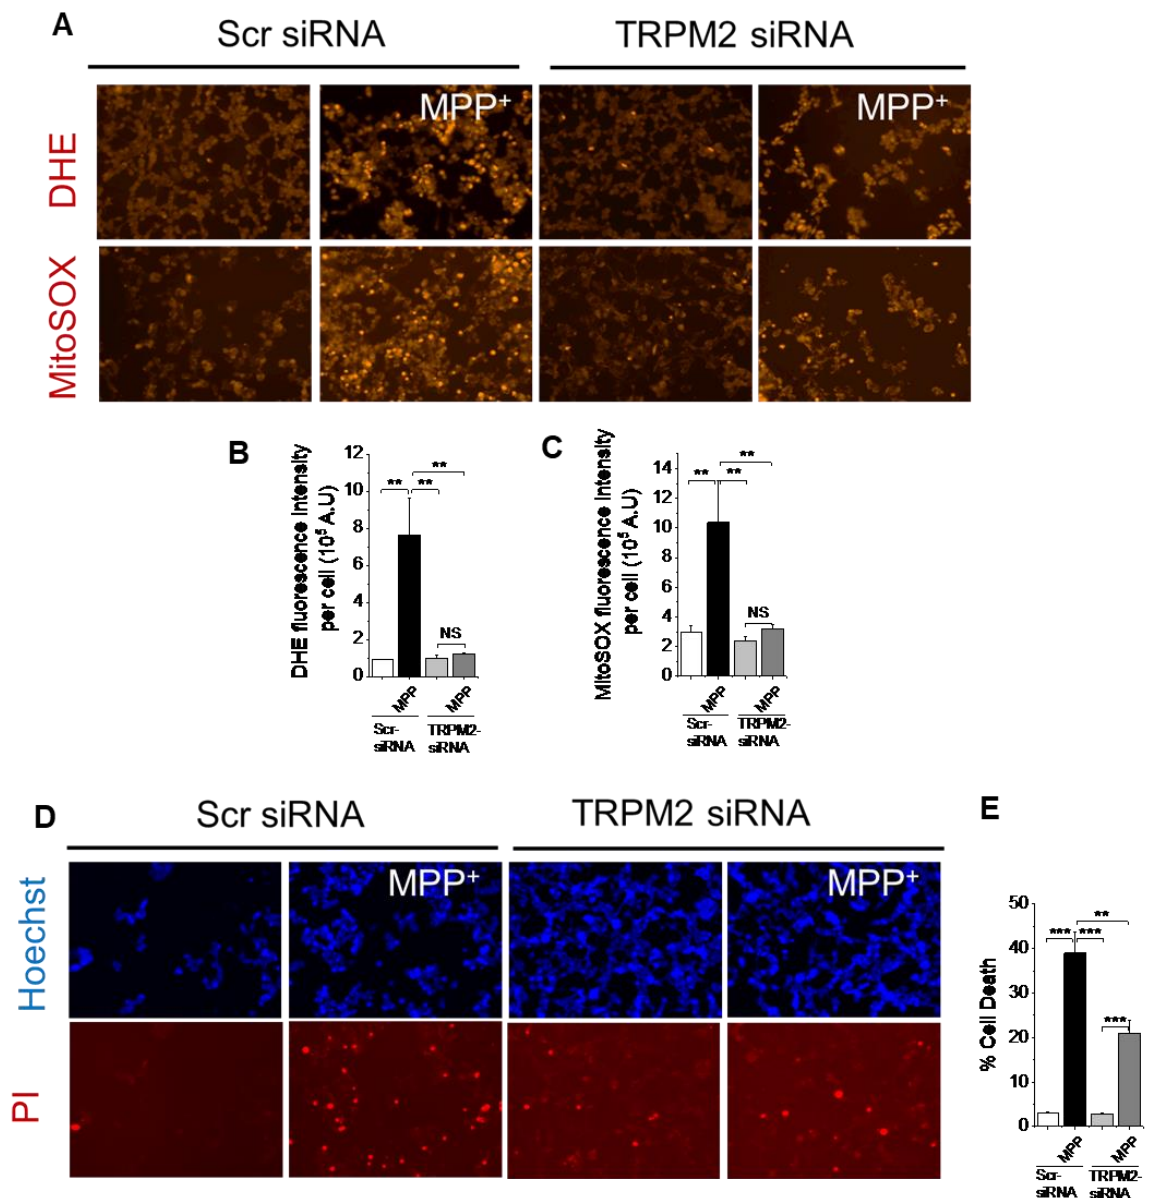 A
Scr siRNA
TRPM2 siRNA
MPP⁺
MPP⁺
DHE
MitoSOX
B
DHE fluorescence intensity
per cell (10⁵ A.U)
12
10
8
6
4
2
0
**
**
**
NS
MPP
MPP
Scr-
siRNA
TRPM2-
siRNA
C
MitoSOX fluorescence intensity
per cell (10⁵ A.U)
14
12
10
8
6
4
2
0
**
**
**
NS
MPP
MPP
Scr-
siRNA
TRPM2-
siRNA
D
Scr siRNA
TRPM2 siRNA
MPP⁺
MPP⁺
Hoechst
PI
E
% Cell Death
50
40
30
20
10
0
**
***
***
***
MPP
MPP
Scr-
siRNA
TRPM2-
siRNA